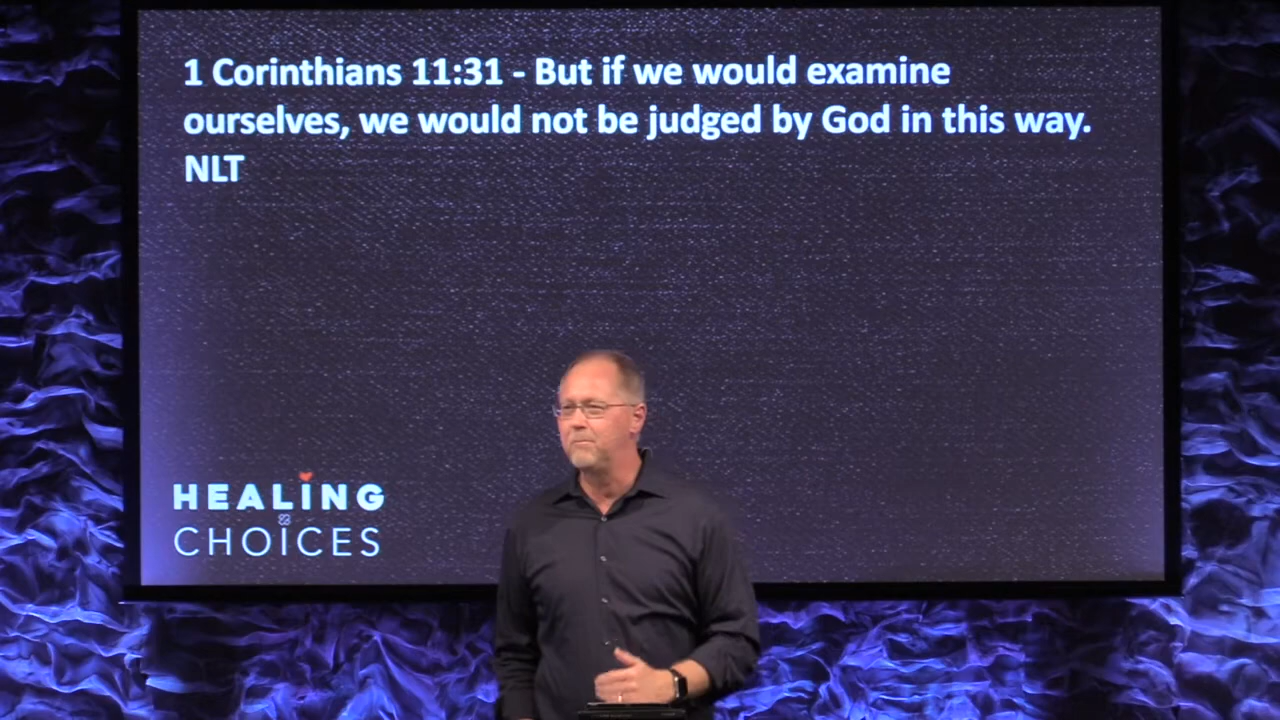 1 Corinthians 11:31 - But if we would examine
ourselves, we would not be judged by God in this way.
NLT
HEALING
CHOICES